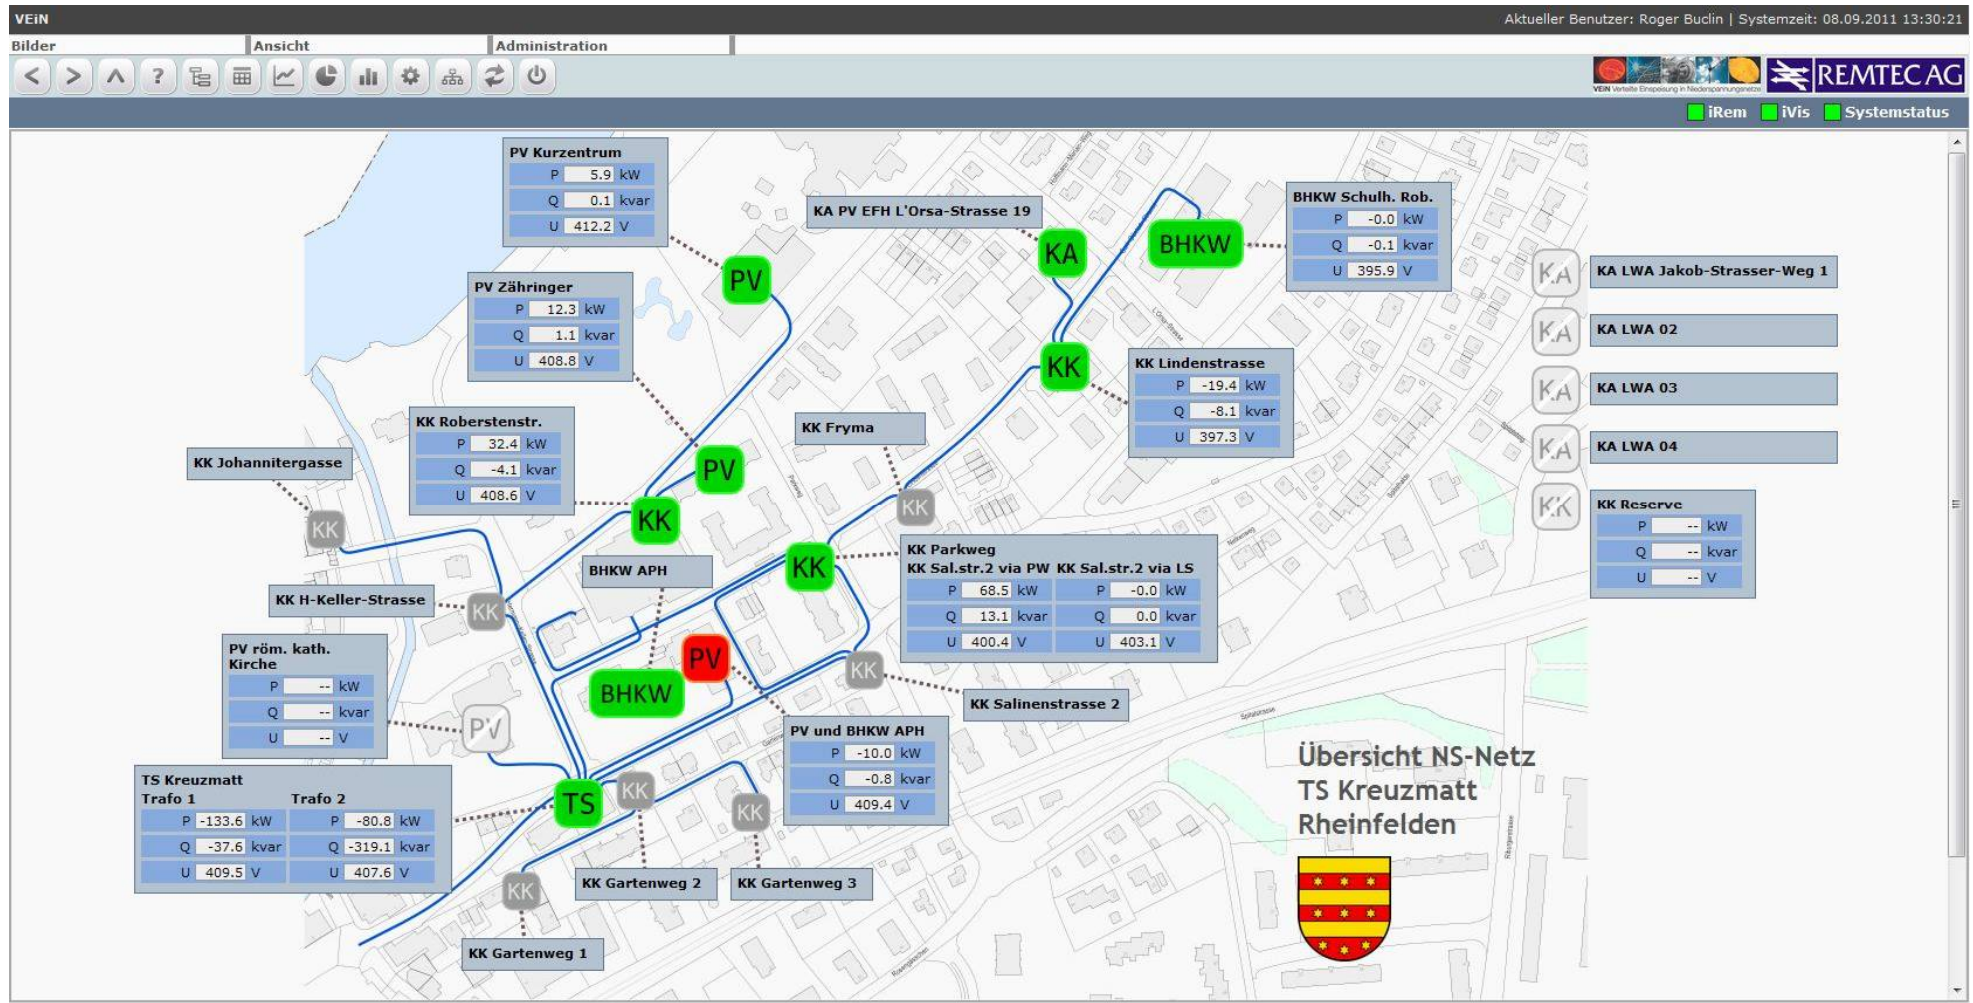 VEiN
Aktueller Benutzer: Roger Buclin | Systemzeit: 08.09.2011 13:30:21
Bilder Ansicht Administration
VEiN Verteilte Einspeisung in Niederspannungsnetze
REMTEC AG
iRem iVis Systemstatus
PV Kurzentrum
P 5.9 kW
Q 0.1 kvar
U 412.2 V
KA PV EFH L'Orsa-Strasse 19
KA
BHKW
BHKW Schulh. Rob.
P -0.0 kW
Q -0.1 kvar
U 395.9 V
PV
PV Zähringer
P 12.3 kW
Q 1.1 kvar
U 408.8 V
KA
KA LWA Jakob-Strasser-Weg 1
KA
KA LWA 02
KA
KA LWA 03
KA
KA LWA 04
KK
KK Reserve
P -- kW
Q -- kvar
U -- V
KK
KK Lindenstrasse
P -19.4 kW
Q -8.1 kvar
U 397.3 V
KK Roberstenstr.
P 32.4 kW
Q -4.1 kvar
U 408.6 V
KK Fryma
KK
PV
KK
KK Johannitergasse
KK
BHKW APH
KK
KK Parkweg
KK Sal.str.2 via PW KK Sal.str.2 via LS
P 68.5 kW P -0.0 kW
Q 13.1 kvar Q 0.0 kvar
U 400.4 V U 403.1 V
KK H-Keller-Strasse
KK
PV röm. kath.
Kirche
P -- kW
Q -- kvar
U -- V
PV
BHKW
PV
KK
KK Salinenstrasse 2
PV und BHKW APH
P -10.0 kW
Q -0.8 kvar
U 409.4 V
TS Kreuzmatt
Trafo 1 Trafo 2
P -133.6 kW P -80.8 kW
Q -37.6 kvar Q -319.1 kvar
U 409.5 V U 407.6 V
TS
KK
KK
KK
KK Gartenweg 2
KK Gartenweg 3
KK Gartenweg 1
Übersicht NS-Netz
TS Kreuzmatt
Rheinfelden